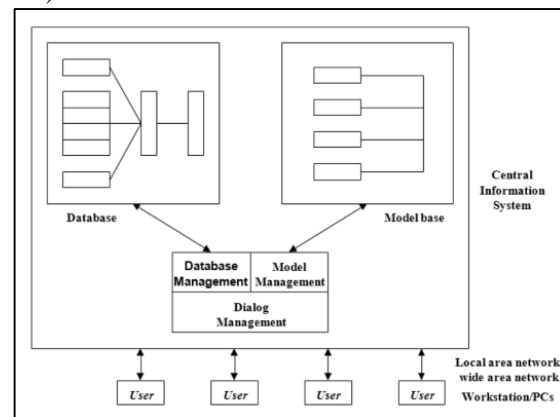 Database
Model base
Central
Information
System
Database
Management
Model
Management
Dialog
Management
Local area network
wide area network
User
User
User
User
Workstation/PCs